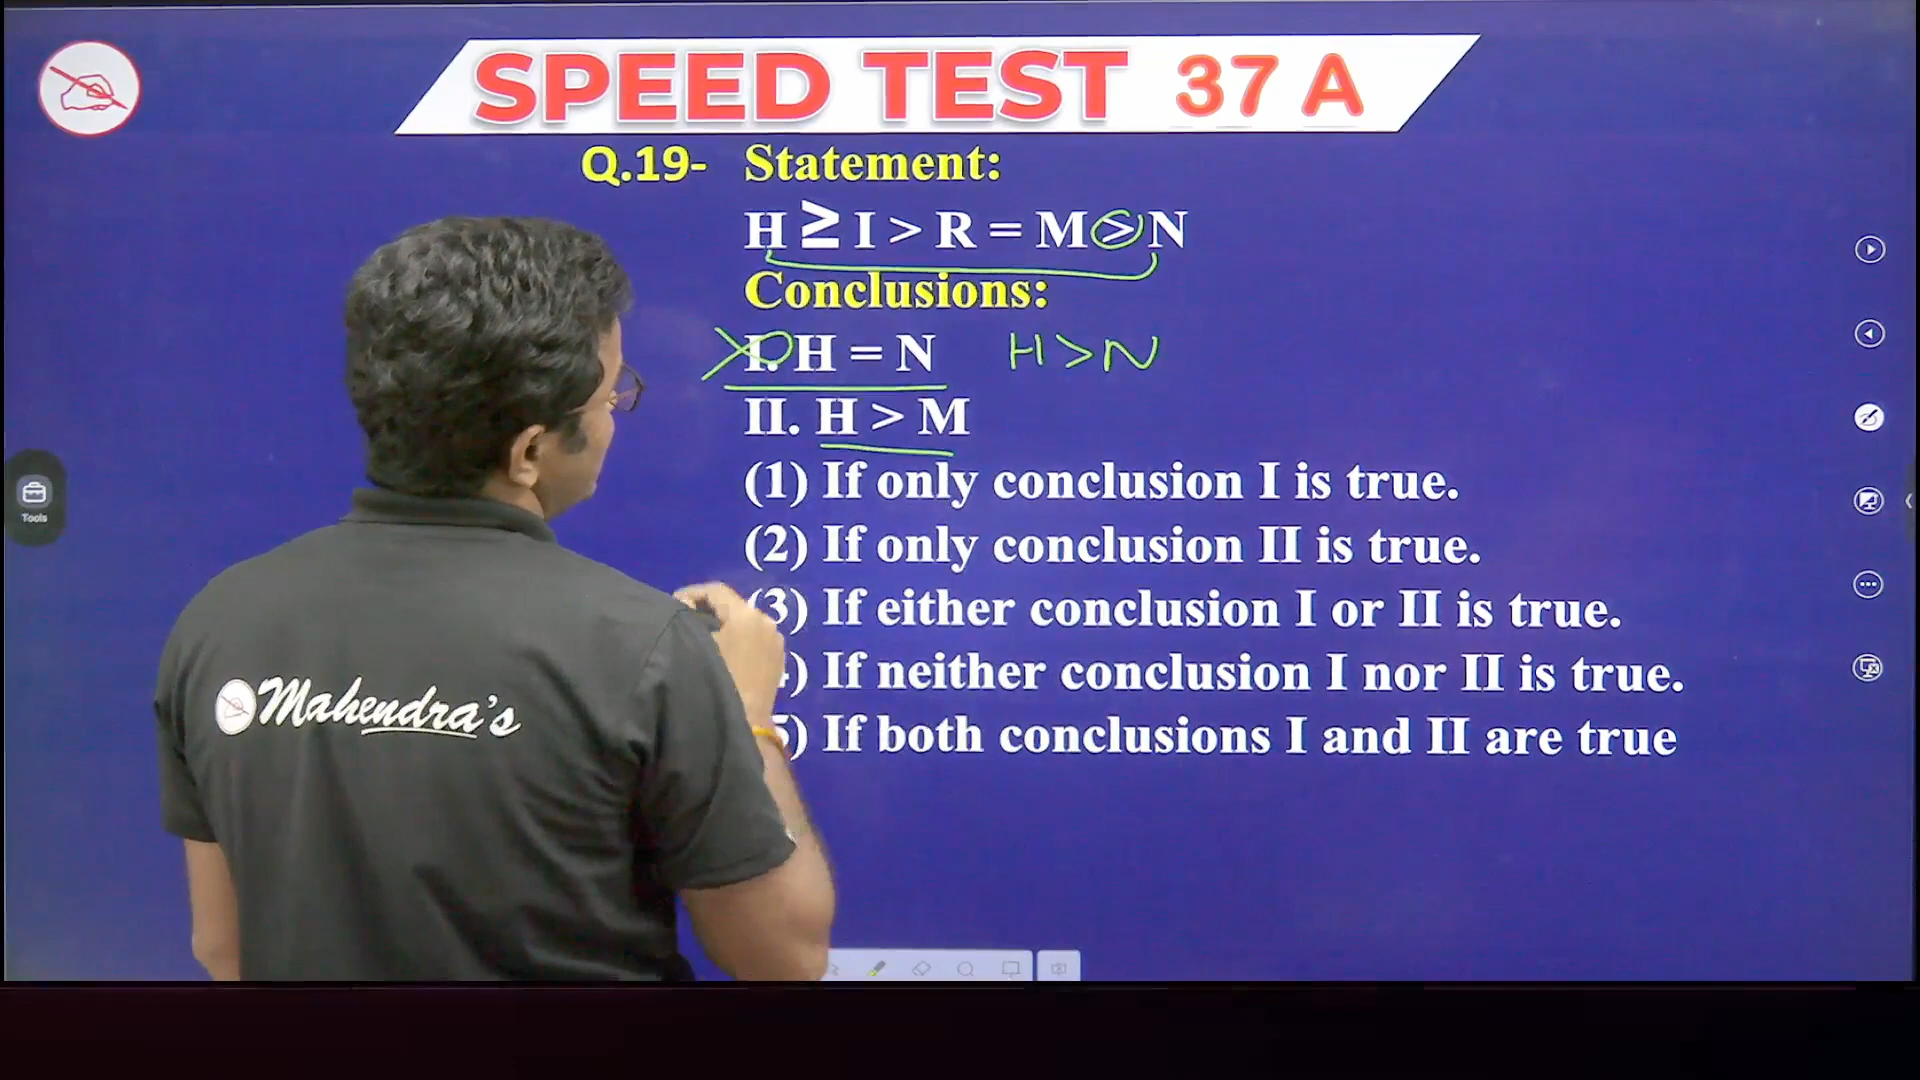 SPEED TEST 37 A
Q.19- Statement:
H ≥ I > R = M > N
Conclusions:
I. H = N H > N
II. H > M
(1) If only conclusion I is true.
(2) If only conclusion II is true.
(3) If either conclusion I or II is true.
) If neither conclusion I nor II is true.
5) If both conclusions I and II are true
Tools
Mahendra's